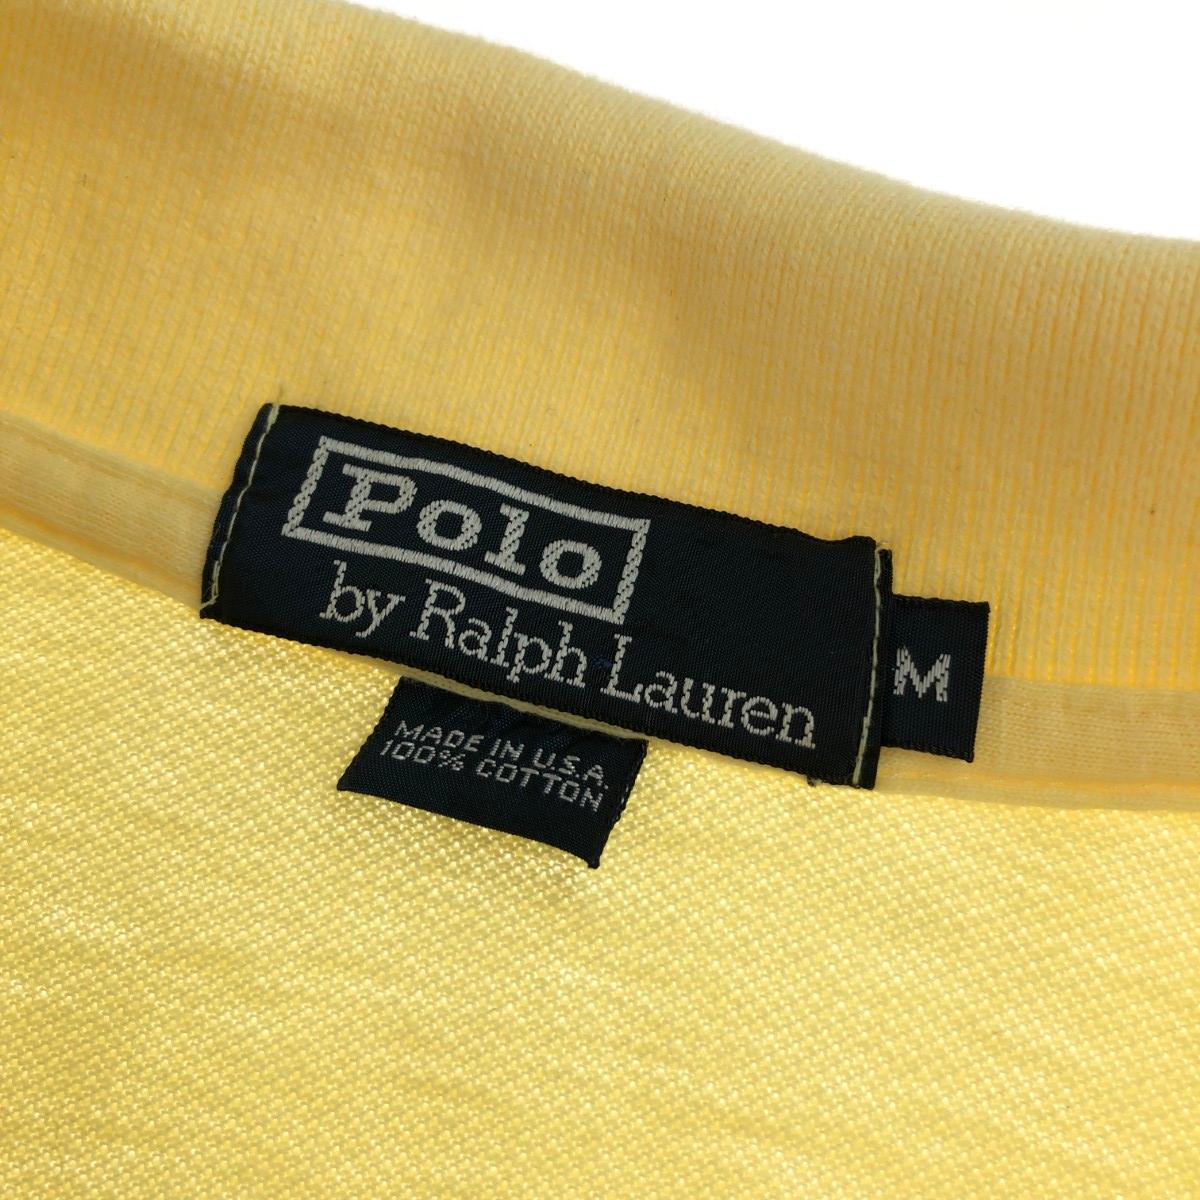 Polo
by Ralph Lauren
M
MADE IN U.S.A.
100% COTTON